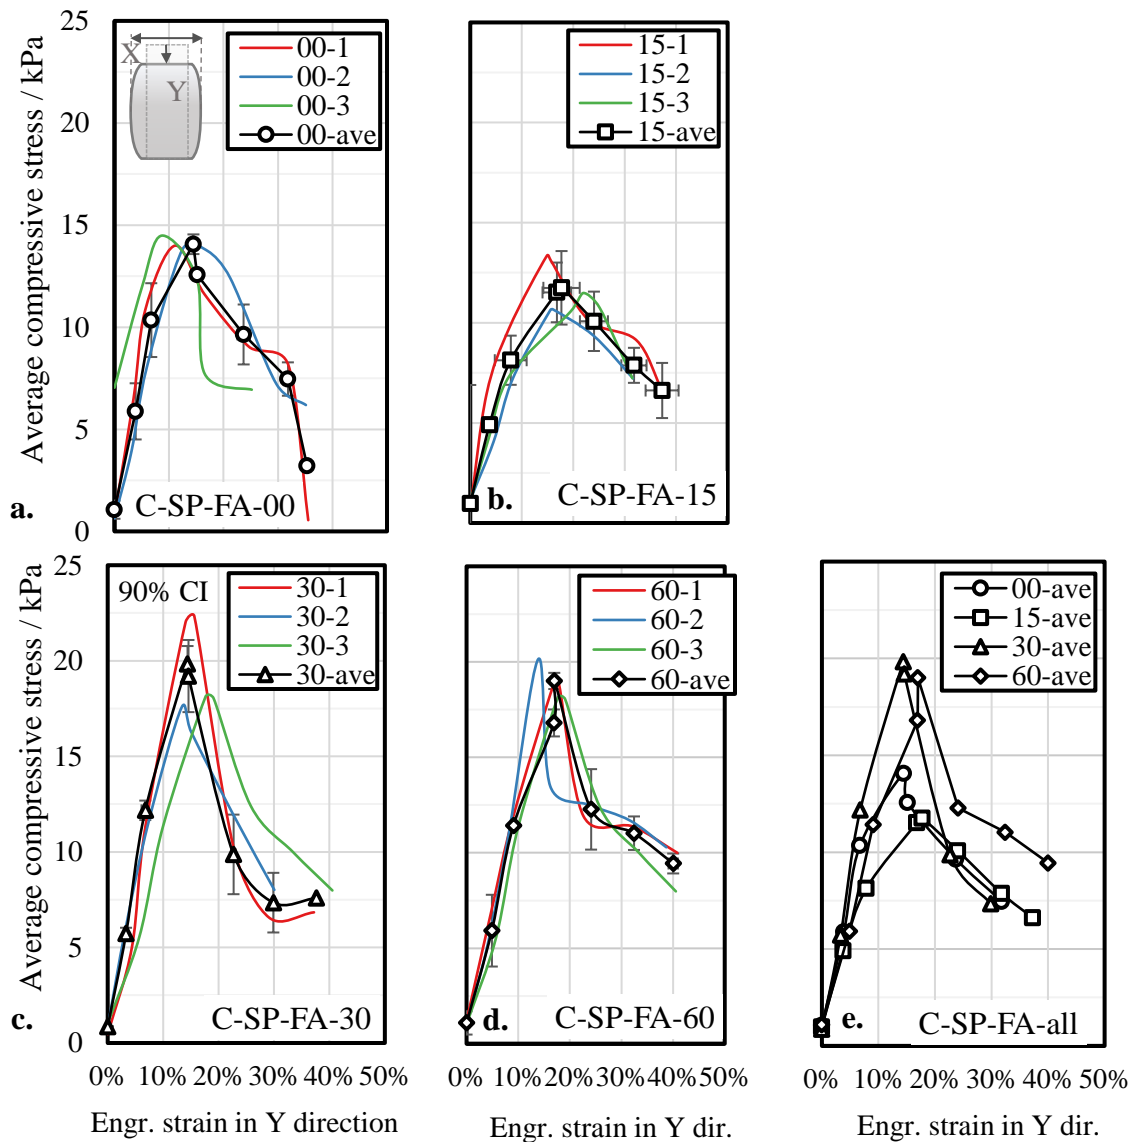 Average compressive stress / kPa
25
20
15
10
5
0
X
Y
00-1
00-2
00-3
00-ave
a.
C-SP-FA-00
15-1
15-2
15-3
15-ave
b.
C-SP-FA-15
Average compressive stress / kPa
25
20
15
10
5
0
90% CI
30-1
30-2
30-3
30-ave
c.
C-SP-FA-30
0% 10% 20% 30% 40% 50%
Engr. strain in Y direction
60-1
60-2
60-3
60-ave
d.
C-SP-FA-60
0% 10% 20% 30% 40% 50%
Engr. strain in Y dir.
00-ave
15-ave
30-ave
60-ave
e.
C-SP-FA-all
0% 10% 20% 30% 40% 50%
Engr. strain in Y dir.